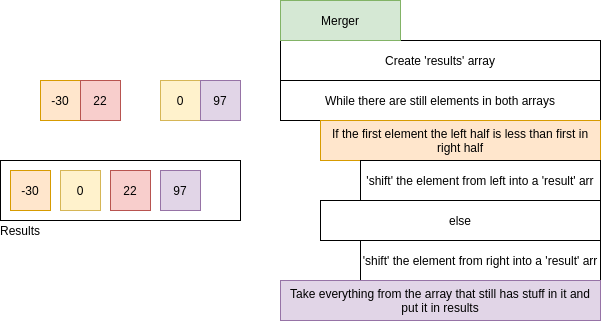 Merger
Create 'results' array
While there are still elements in both arrays
If the first element the left half is less than first in
right half
'shift' the element from left into a 'result' arr
else
'shift' the element from right into a 'result' arr
Take everything from the array that still has stuff in it and
put it in results
-30 22 0 97
-30 0 22 97
Results